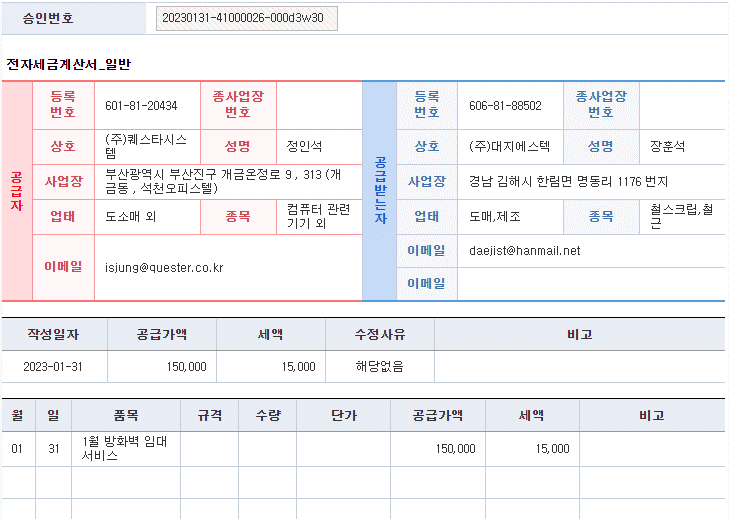 승인번호 20230131-41000026-000d3w30
전자세금계산서_일반
공급자
등록번호 601-81-20434 종사업장번호
상호 (주)퀘스타시스템 성명 정인석
사업장 부산광역시 부산진구 개금온정로 9 , 313 (개
금동 , 석천오피스텔)
업태 도소매 외 종목 컴퓨터 관련
기기 외
이메일 isjung@quester.co.kr
공급받는자
등록번호 606-81-88502 종사업장번호
상호 (주)대지에스텍 성명 장훈석
사업장 경남 김해시 한림면 명동리 1176 번지
업태 도매,제조 종목 철스크립,철
근
이메일 daejist@hanmail.net
이메일
작성일자 공급가액 세액 수정사유 비고
2023-01-31 150,000 15,000 해당없음
월 일 품목 규격 수량 단가 공급가액 세액 비고
01 31 1월 방화벽 임대
서비스 150,000 15,000